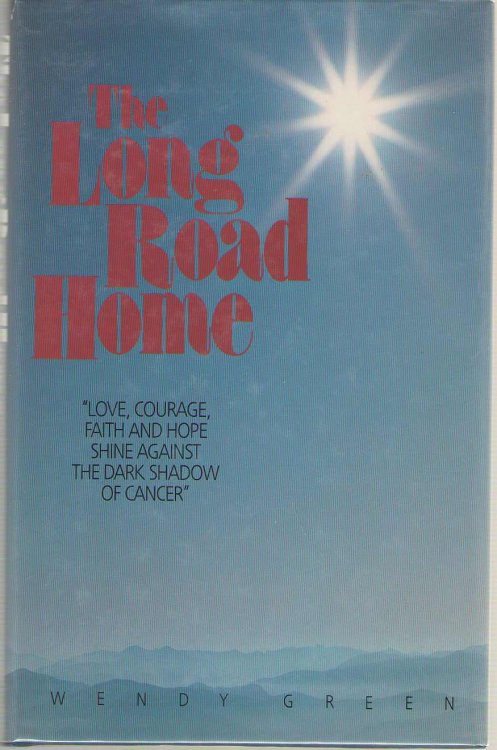 The
Long
Road
Home
"LOVE, COURAGE,
FAITH AND HOPE
SHINE AGAINST
THE DARK SHADOW
OF CANCER"
WENDY GREEN